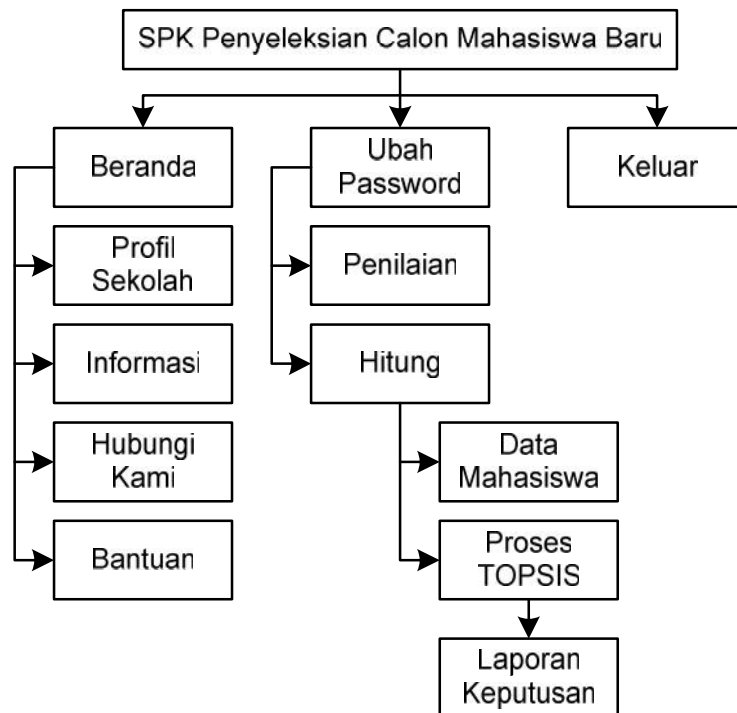 SPK Penyeleksian Calon Mahasiswa Baru
Beranda
Ubah
Password
Keluar
Profil
Sekolah
Penilaian
Informasi
Hitung
Hubungi
Kami
Data
Mahasiswa
Bantuan
Proses
TOPSIS
Laporan
Keputusan